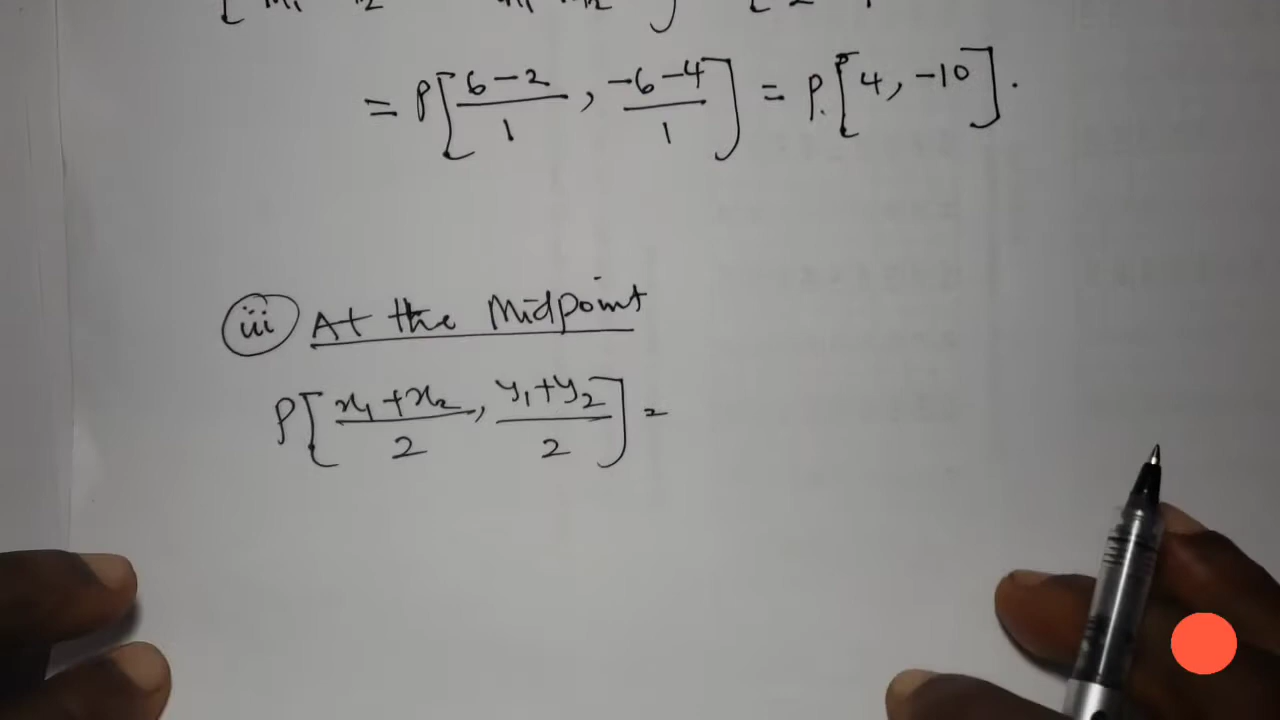 = P[6-2/1, -6-4/1] = P.[4, -10].
iii At the Midpoint
P[x₁+x₂/2, y₁+y₂/2] =